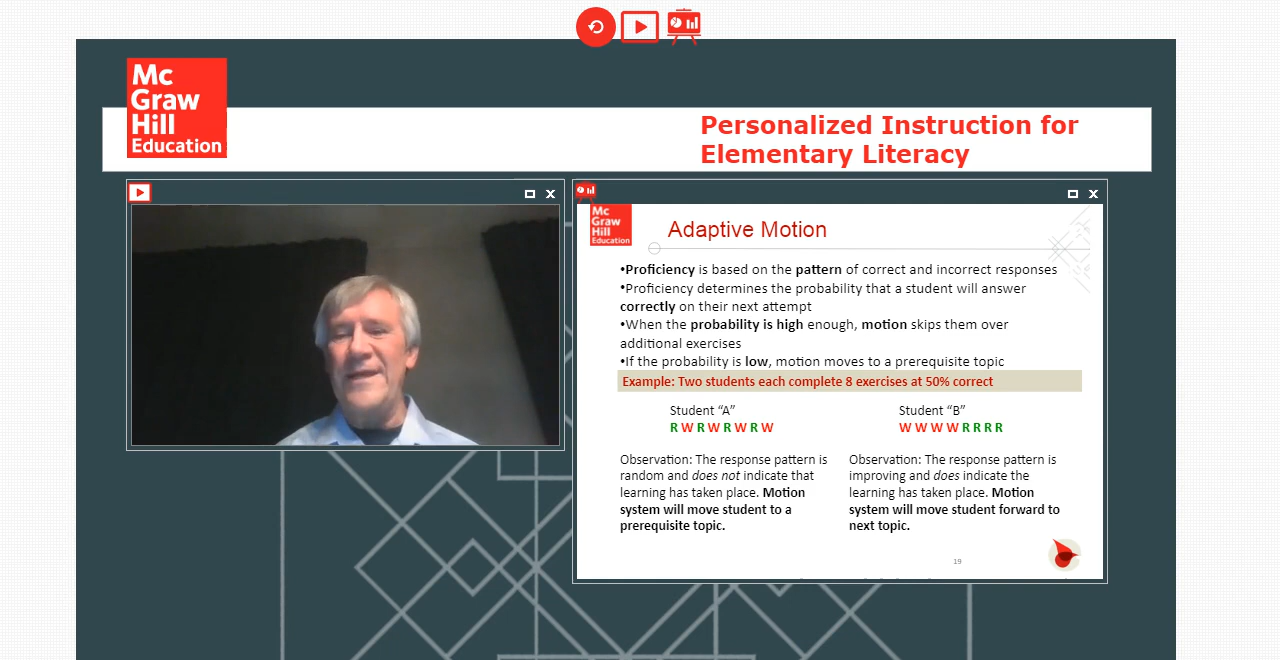 Mc
Graw
Hill
Education
Personalized Instruction for
Elementary Literacy
Mc
Graw
Hill
Education
Adaptive Motion
•Proficiency is based on the pattern of correct and incorrect responses
•Proficiency determines the probability that a student will answer
correctly on their next attempt
•When the probability is high enough, motion skips them over
additional exercises
•If the probability is low, motion moves to a prerequisite topic
Example: Two students each complete 8 exercises at 50% correct
Student “A”
R W R W R W R W
Observation: The response pattern is
random and does not indicate that
learning has taken place. Motion
system will move student to a
prerequisite topic.
Student “B”
W W W W R R R R
Observation: The response pattern is
improving and does indicate the
learning has taken place. Motion
system will move student forward to
next topic.
19